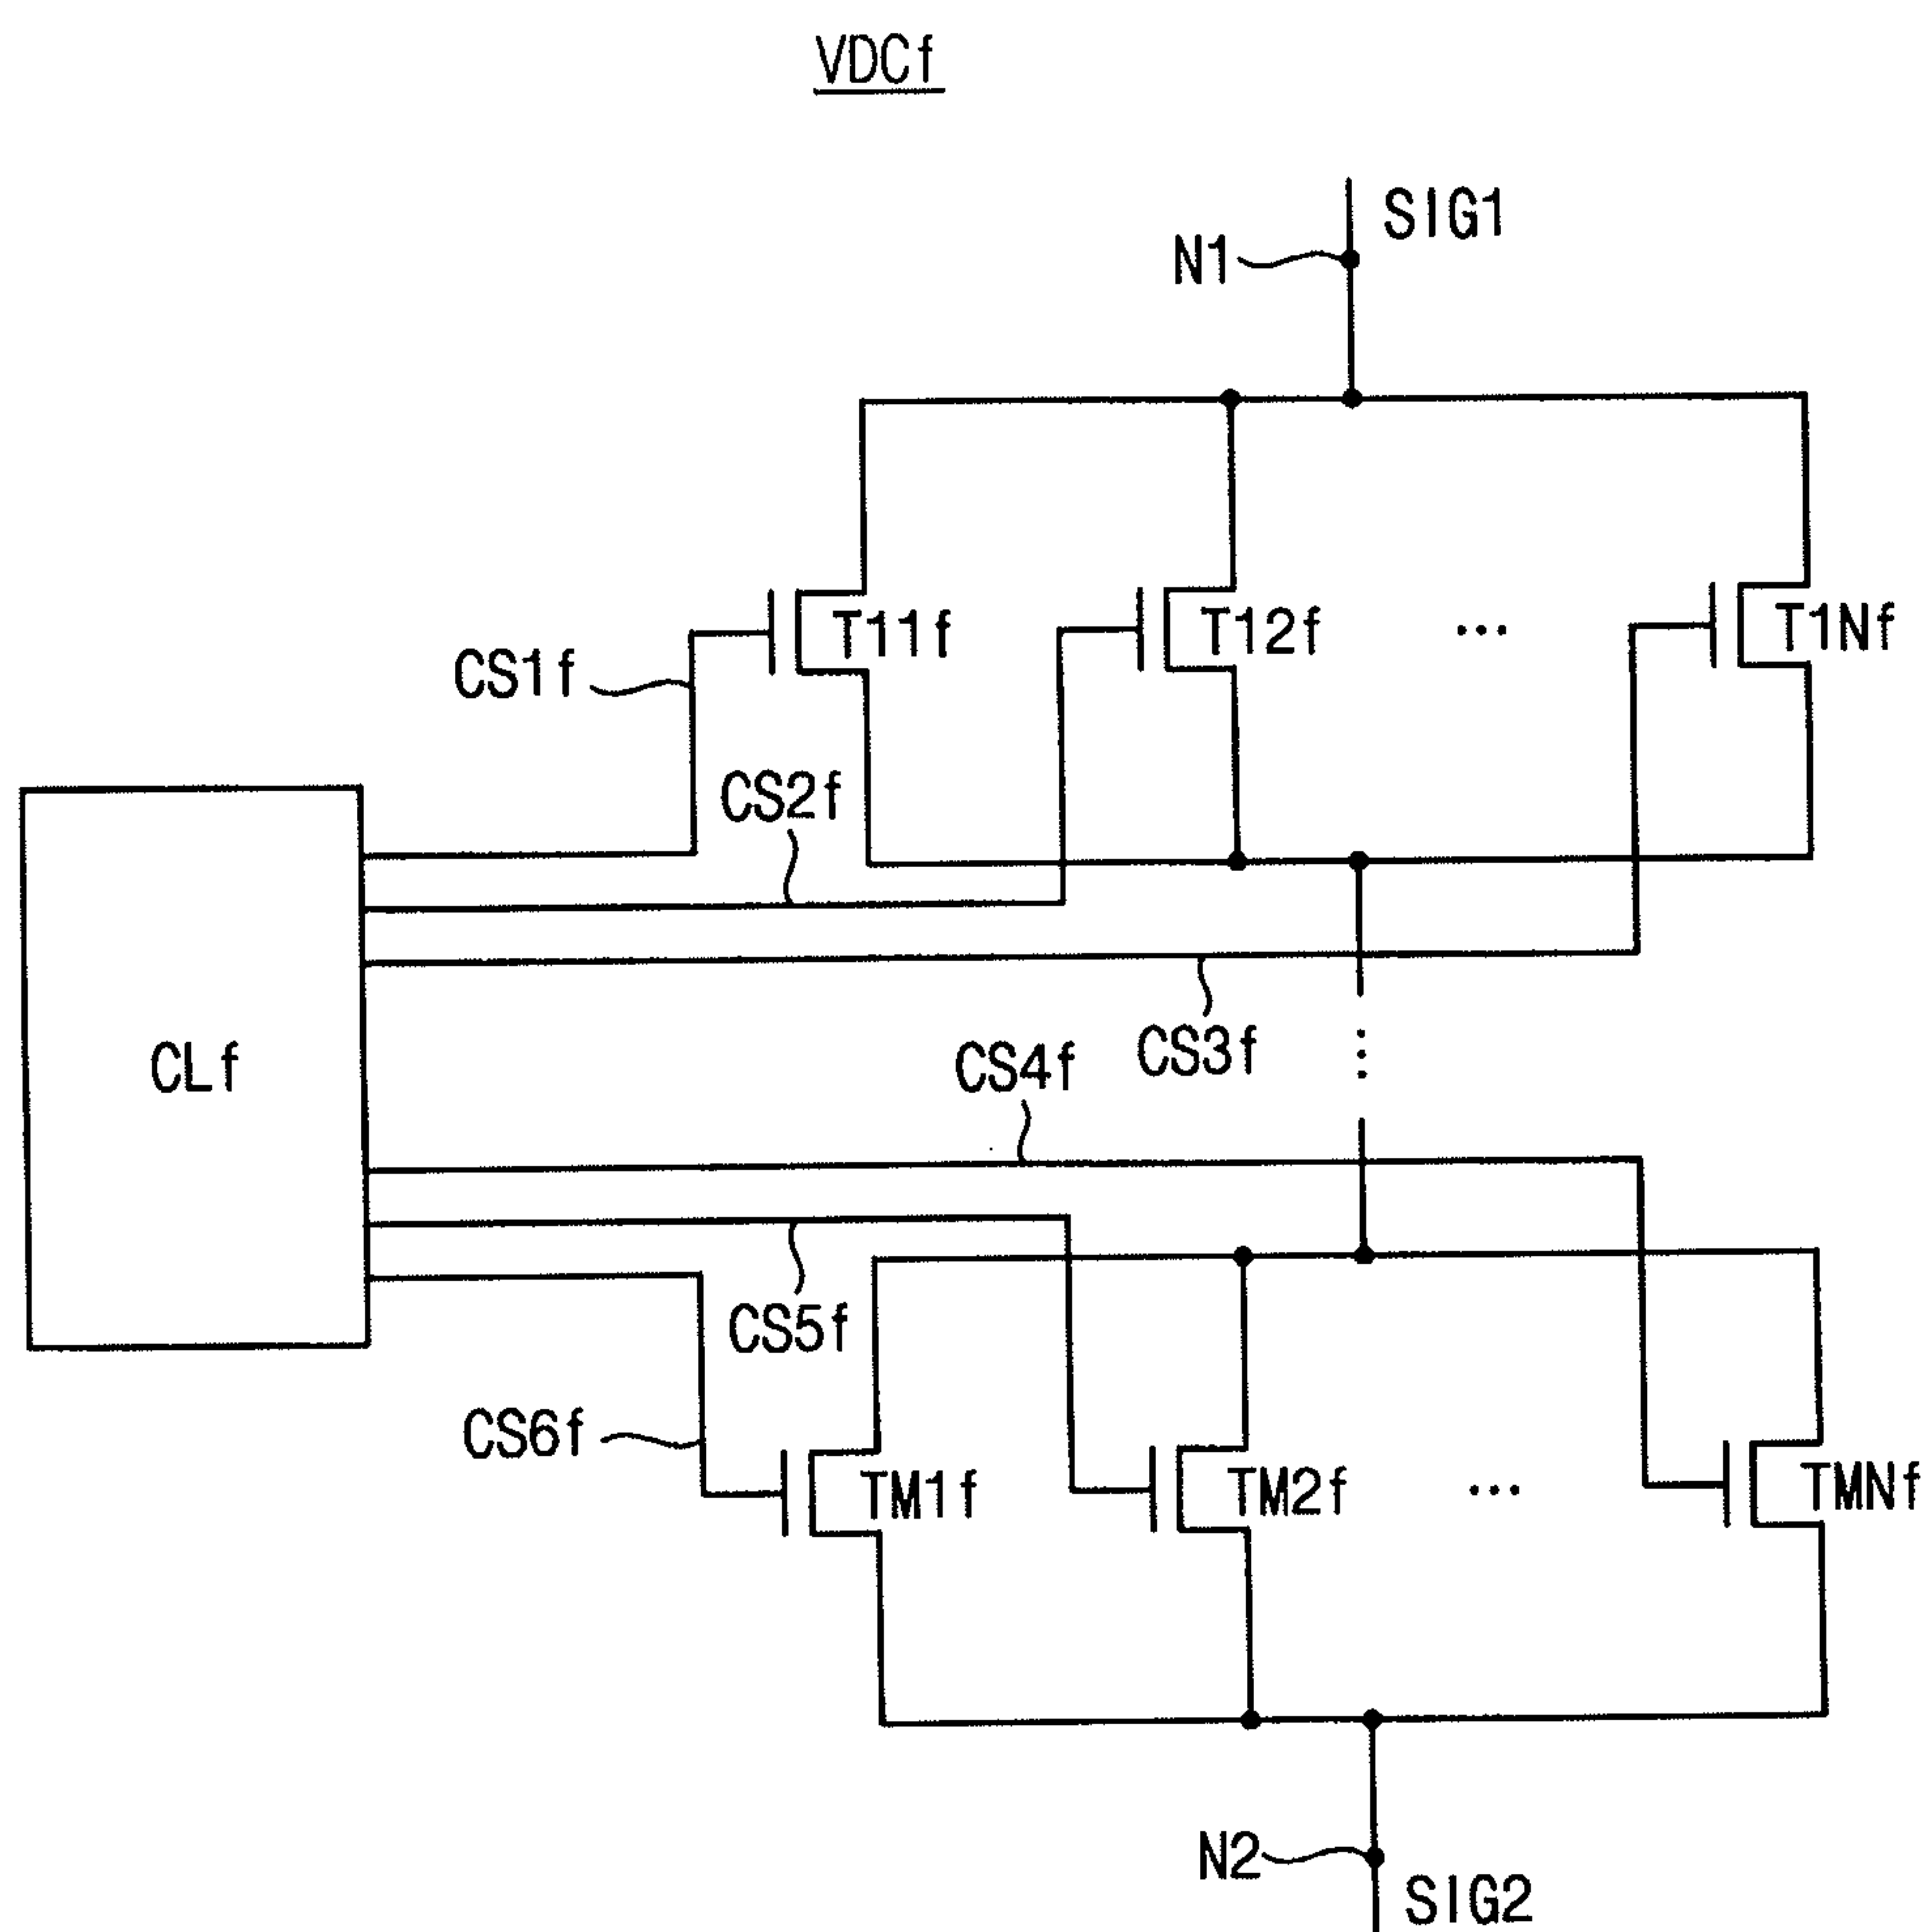 VDCf
SIG1
N1
T11f
T12f
...
T1Nf
CS1f
CS2f
CS3f
CLf
CS4f
CS5f
CS6f
TM1f
TM2f
...
TMNf
N2
SIG2